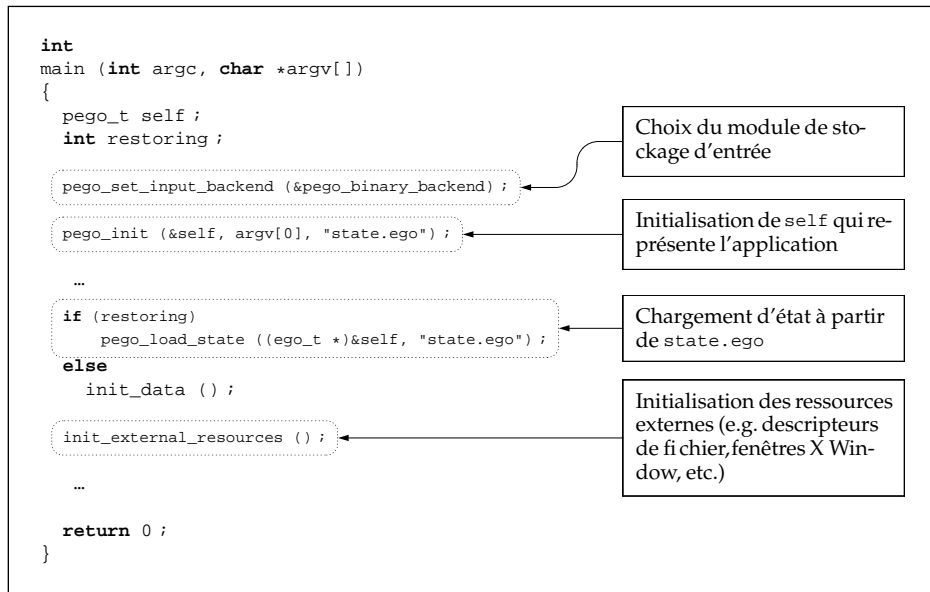 int
main (int argc, char *argv[])
{
pego_t self ;
int restoring ;
Choix du module de sto-
ckage d'entrée
pego_set_input_backend (&pego_binary_backend) ;
pego_init (&self, argv[0], "state.ego") ;
Initialisation de self qui re-
présente l'application
…
if (restoring)
pego_load_state ((ego_t *)&self, "state.ego") ;
Chargement d'état à partir
de state.ego
else
init_data () ;
init_external_resources () ;
Initialisation des ressources
externes (e.g. descripteurs
de fi chier,fenêtres X Win-
dow, etc.)
…
return 0 ;
}